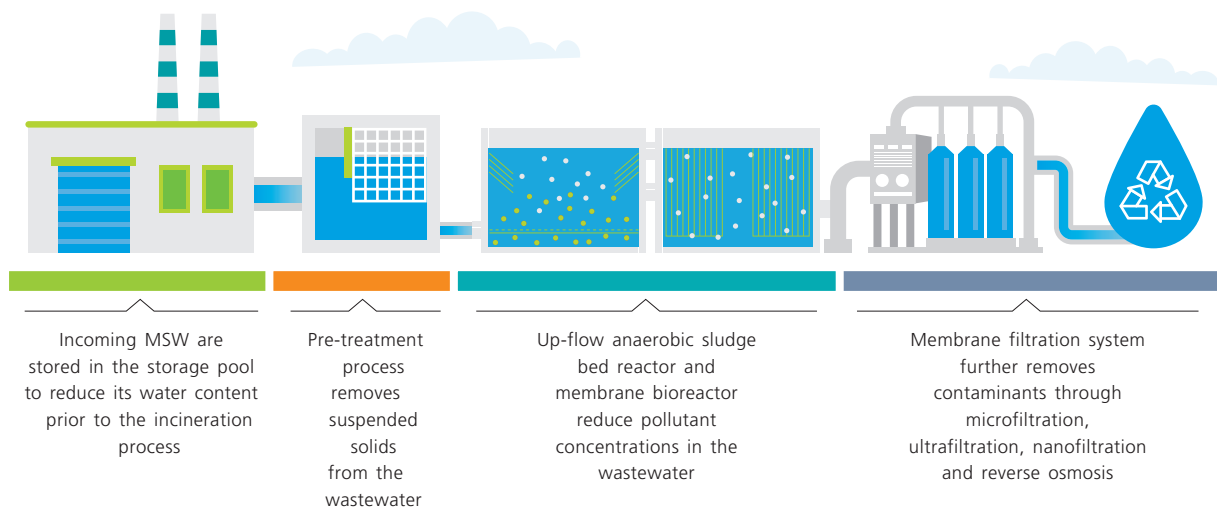 Incoming MSW are
stored in the storage pool
to reduce its water content
prior to the incineration
process
Pre-treatment
process
removes
suspended
solids
from the
wastewater
Up-flow anaerobic sludge
bed reactor and
membrane bioreactor
reduce pollutant
concentrations in the
wastewater
Membrane filtration system
further removes
contaminants through
microfiltration,
ultrafiltration, nanofiltration
and reverse osmosis